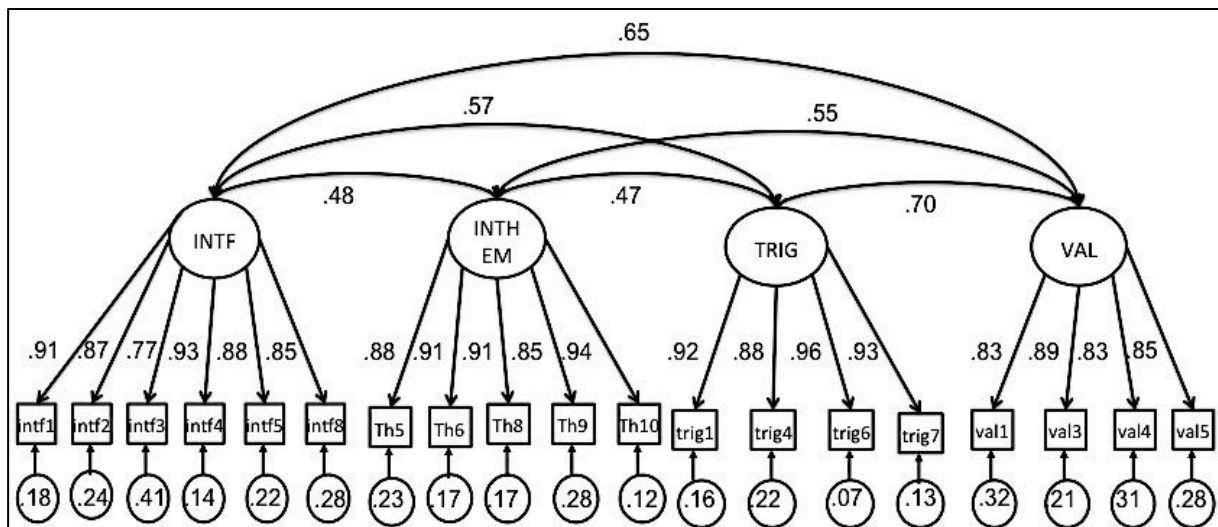 .65
.57
.55
.48
.47
.70
INTF
INTH
EM
TRIG
VAL
.91 .87 .77 .93 .88 .85 .88 .91 .91 .85 .94 .92 .88 .96 .93 .83 .89 .83 .85
intf1 intf2 intf3 intf4 intf5 intf8 Th5 Th6 Th8 Th9 Th10 trig1 trig4 trig6 trig7 val1 val3 val4 val5
.18 .24 .41 .14 .22 .28 .23 .17 .17 .28 .12 .16 .22 .07 .13 .32 21 31 .28